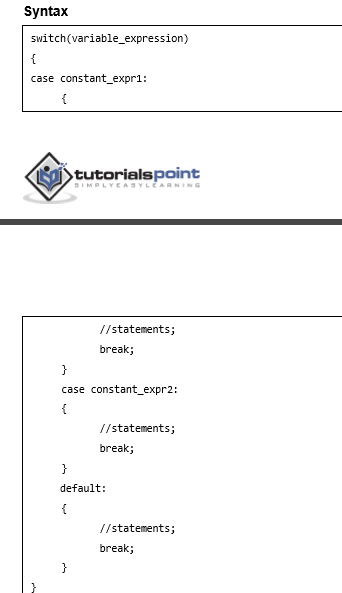 Syntax
switch(variable_expression)
{
case constant_expr1:
{
tutorialspoint
SIMPLYEASYLEARNING
//statements;
break;
}
case constant_expr2:
{
//statements;
break;
}
default:
{
//statements;
break;
}
}